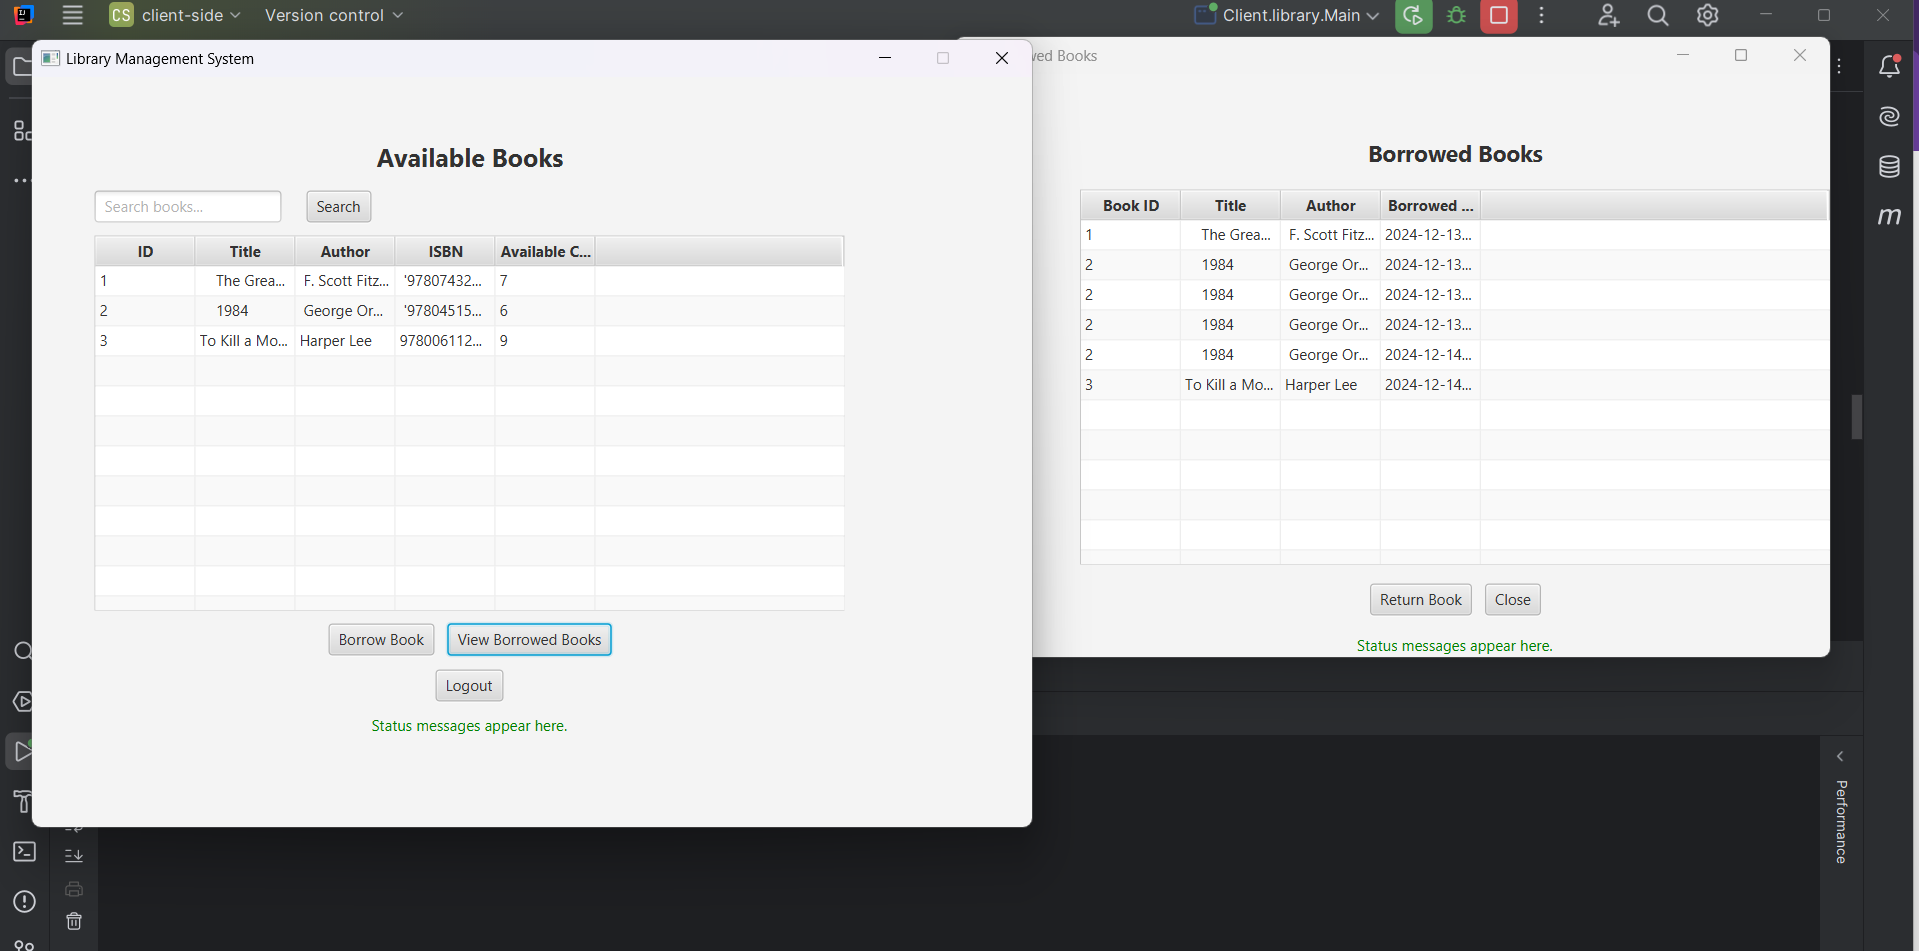 CS client-side Version control Client.library.Main
Library Management System
Available Books
Search books... Search
ID Title Author ISBN Available C...
1 The Grea... F. Scott Fitz... '97807432... 7
2 1984 George Or... '97804515... 6
3 To Kill a Mo... Harper Lee 978006112... 9
Borrow Book View Borrowed Books
Logout
Status messages appear here.
Books
Borrowed Books
Book ID Title Author Borrowed ...
1 The Grea... F. Scott Fitz... 2024-12-13...
2 1984 George Or... 2024-12-13...
2 1984 George Or... 2024-12-13...
2 1984 George Or... 2024-12-13...
2 1984 George Or... 2024-12-14...
3 To Kill a Mo... Harper Lee 2024-12-14...
Return Book Close
Status messages appear here.
Performance